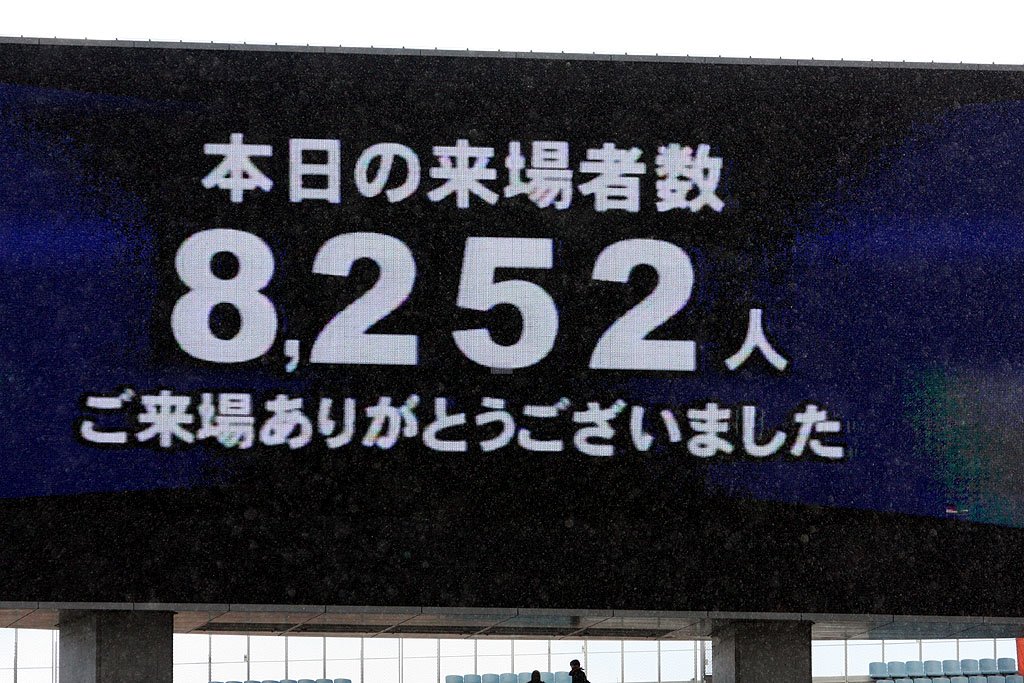 本日の来場者数
8,252人
ご来場ありがとうございました